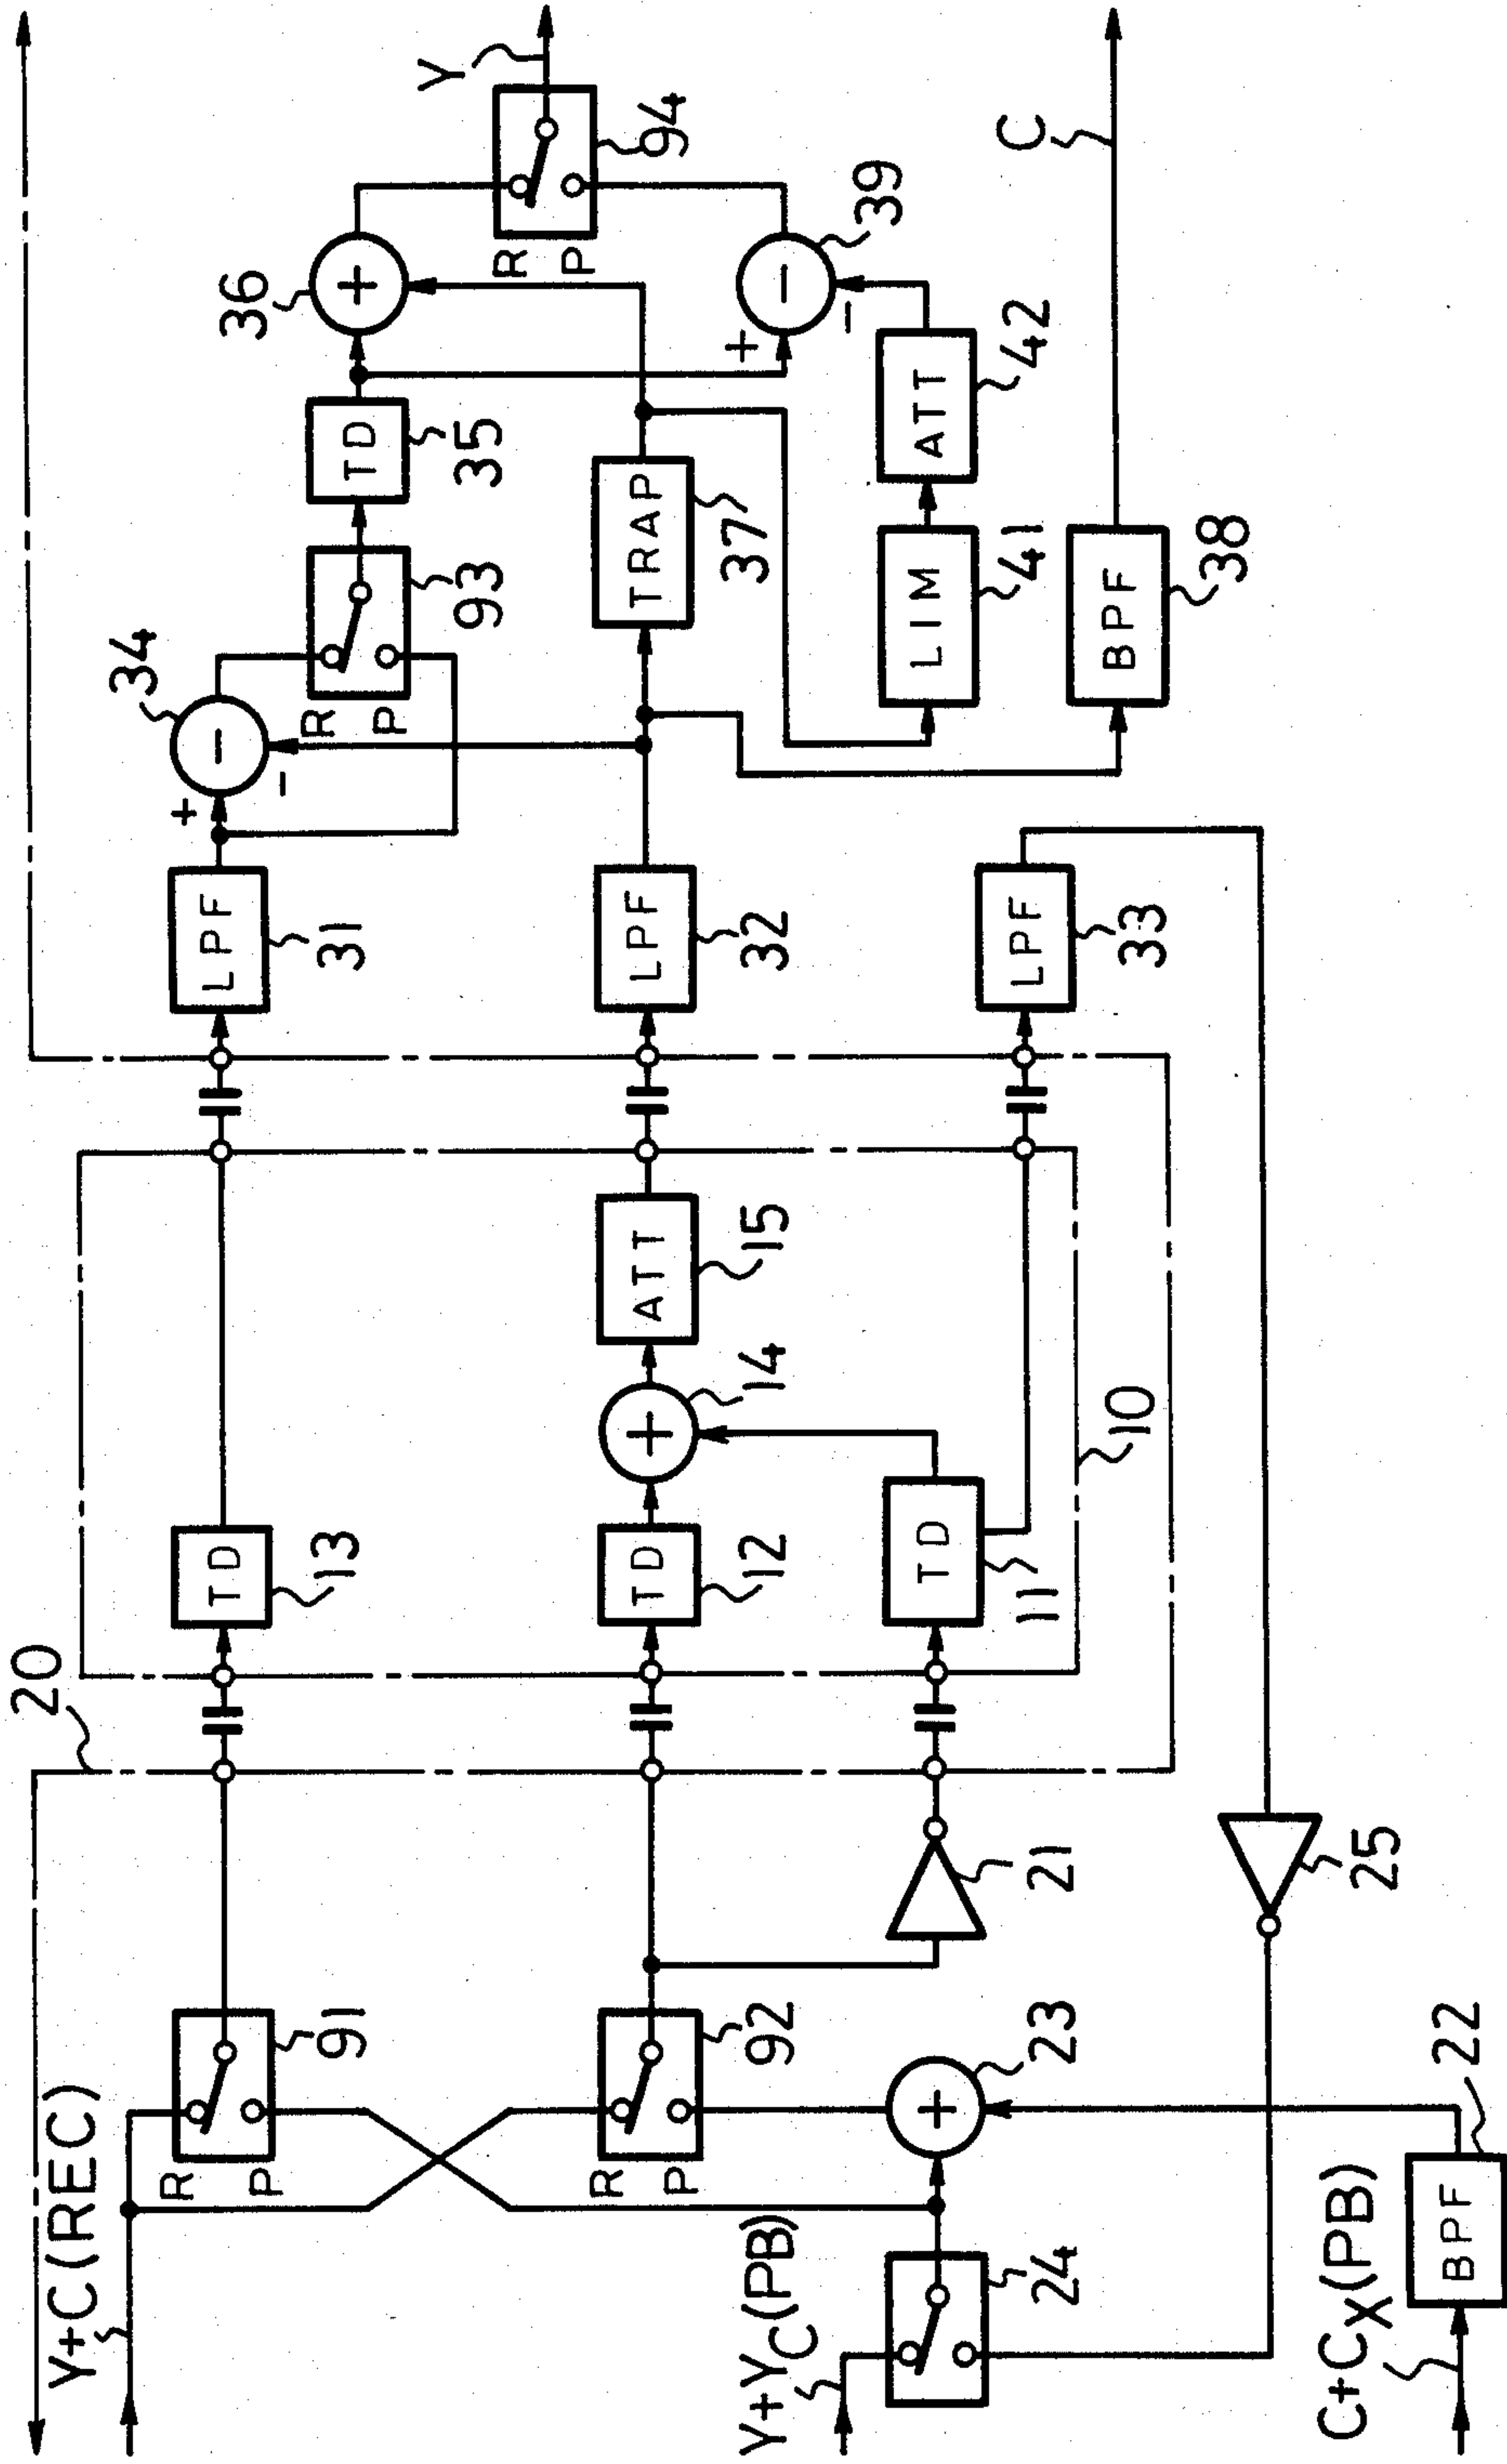 Y+C(REC)
20
R
P
91
R
P
92
Y+YC(PB)
24
+
23
C+CX(PB)
BPF
22
21
25
TD
13
TD
12
TD
11
+
14
ATT
15
10
LPF
31
LPF
32
LPF
33
+
-
-
34
R
P
93
TD
35
+
36
TRAP
37
LIM
41
ATT
42
BPF
38
+
-
-
39
R
P
94
Y
C